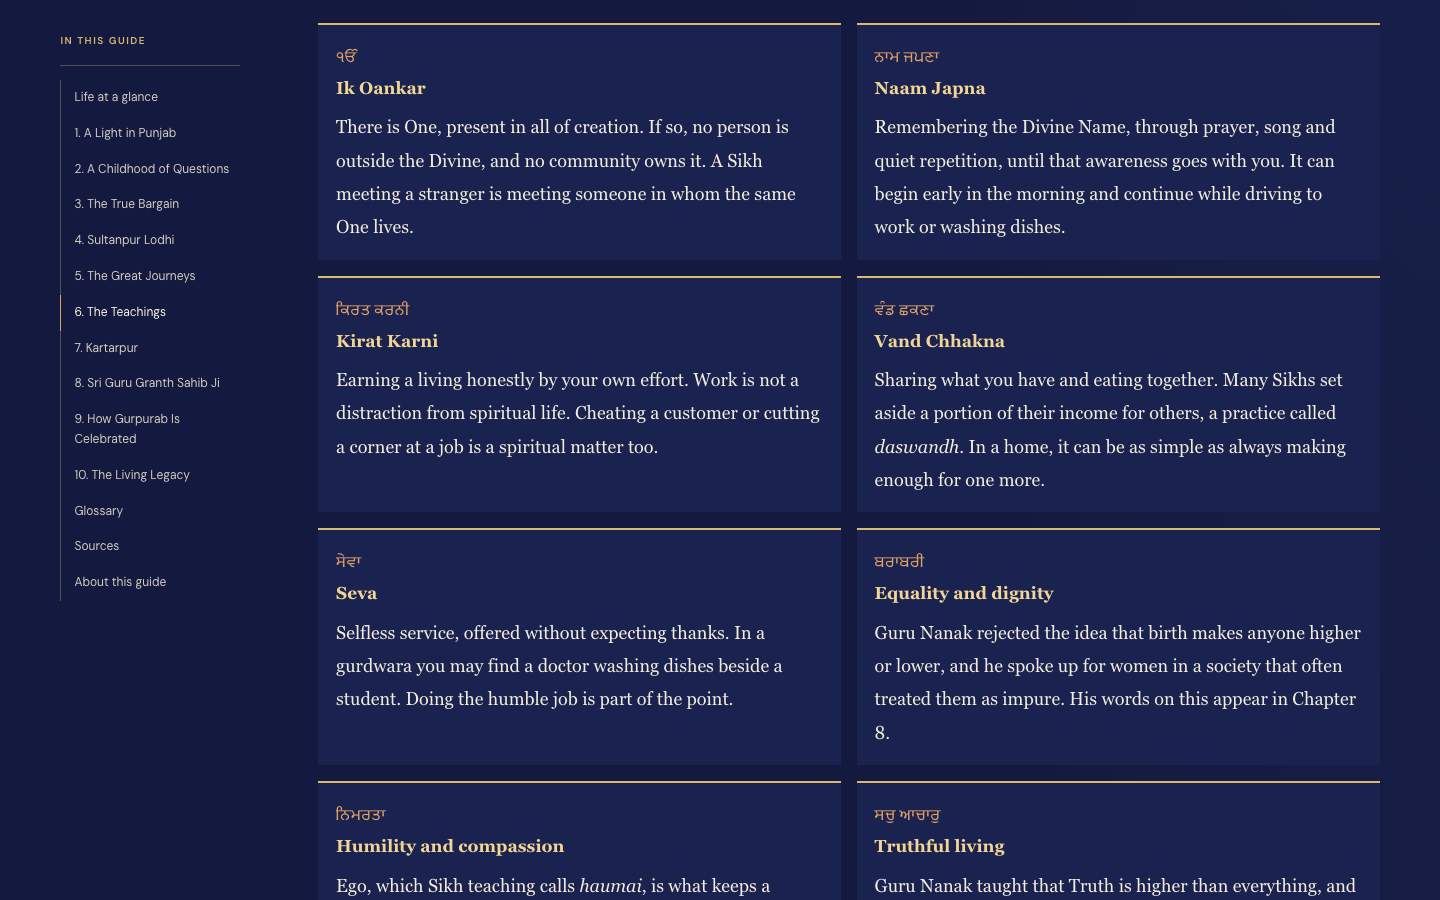 IN THIS GUIDE
Life at a glance
1. A Light in Punjab
2. A Childhood of Questions
3. The True Bargain
4. Sultanpur Lodhi
5. The Great Journeys
6. The Teachings
7. Kartarpur
8. Sri Guru Granth Sahib Ji
9. How Gurpurab Is
Celebrated
10. The Living Legacy
Glossary
Sources
About this guide
ੴ
Ik Oankar
There is One, present in all of creation. If so, no person is
outside the Divine, and no community owns it. A Sikh
meeting a stranger is meeting someone in whom the same
One lives.
ਨਾਮ ਜਪਣਾ
Naam Japna
Remembering the Divine Name, through prayer, song and
quiet repetition, until that awareness goes with you. It can
begin early in the morning and continue while driving to
work or washing dishes.
ਕਿਰਤ ਕਰਨੀ
Kirat Karni
Earning a living honestly by your own effort. Work is not a
distraction from spiritual life. Cheating a customer or cutting
a corner at a job is a spiritual matter too.
ਵੰਡ ਛਕਣਾ
Vand Chhakna
Sharing what you have and eating together. Many Sikhs set
aside a portion of their income for others, a practice called
daswandh. In a home, it can be as simple as always making
enough for one more.
ਸੇਵਾ
Seva
Selfless service, offered without expecting thanks. In a
gurdwara you may find a doctor washing dishes beside a
student. Doing the humble job is part of the point.
ਬਰਾਬਰੀ
Equality and dignity
Guru Nanak rejected the idea that birth makes anyone higher
or lower, and he spoke up for women in a society that often
treated them as impure. His words on this appear in Chapter
8.
ਨਿਮਰਤਾ
Humility and compassion
Ego, which Sikh teaching calls haumai, is what keeps a
ਸਚੁ ਆਚਾਰੁ
Truthful living
Guru Nanak taught that Truth is higher than everything, and